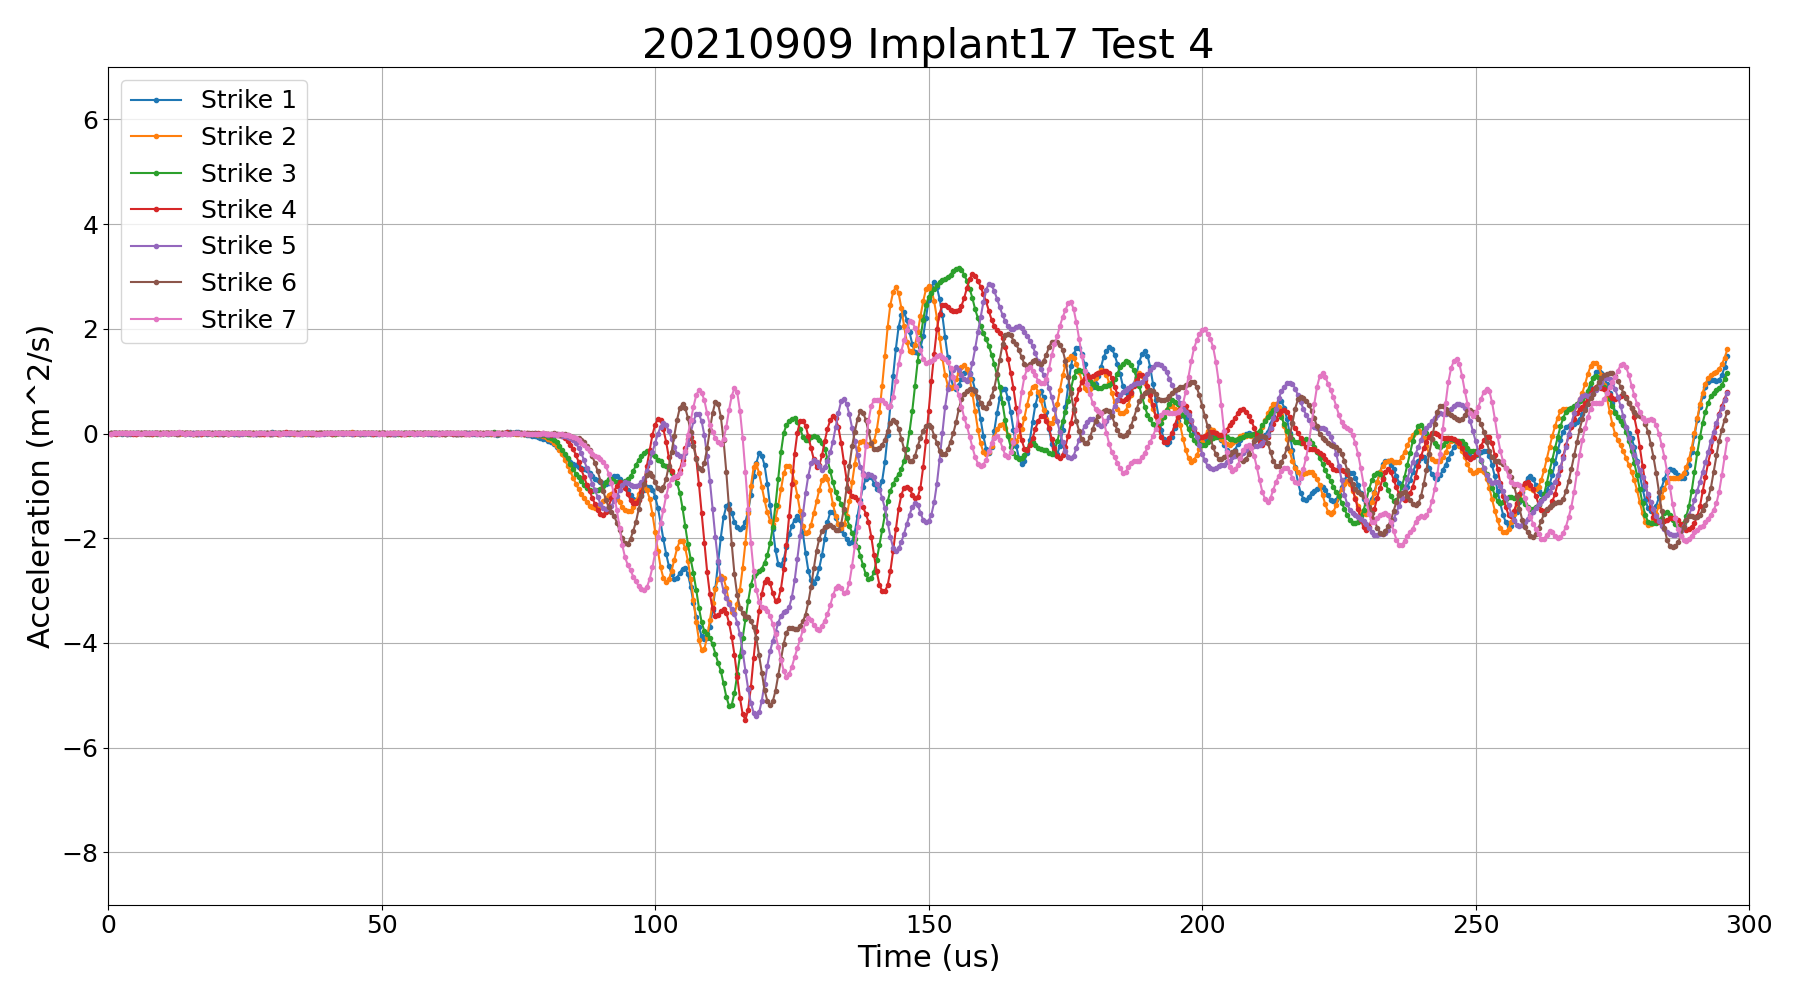 20210909 Implant17 Test 4
Strike 1
Strike 2
Strike 3
Strike 4
Strike 5
Strike 6
Strike 7
Acceleration (m^2/s)
6
4
2
0
−2
−4
−6
−8
0 50 100 150 200 250 300
Time (us)